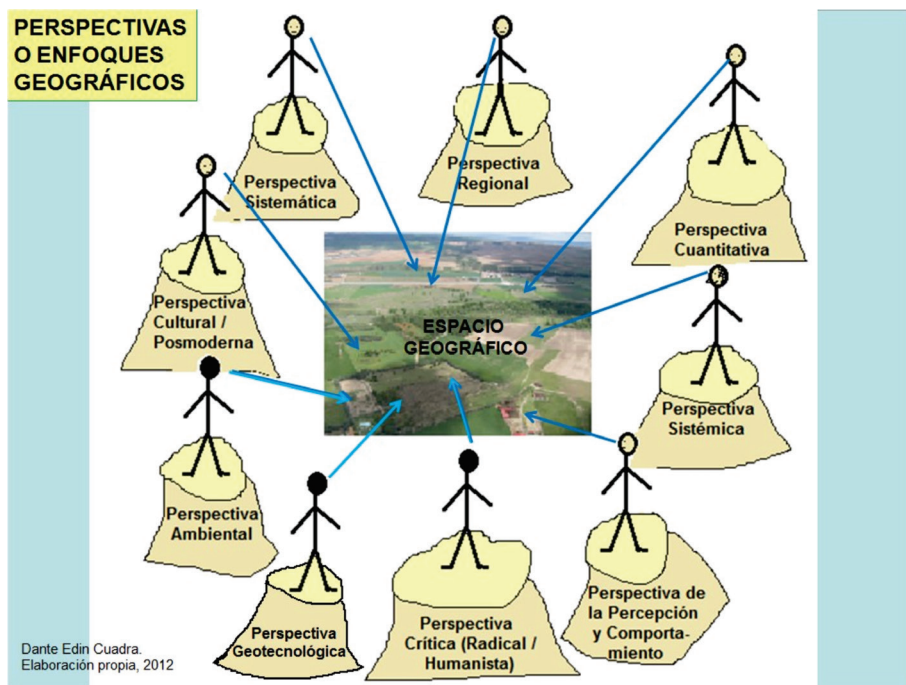 PERSPECTIVAS
O ENFOQUES
GEOGRÁFICOS
Perspectiva
Sistemática
Perspectiva
Regional
Perspectiva
Cuantitativa
Perspectiva
Cultural /
Posmoderna
ESPACIO
GEOGRÁFICO
Perspectiva
Sistémica
Perspectiva
Ambiental
Perspectiva
Geotecnológica
Perspectiva
Crítica (Radical /
Humanista)
Perspectiva de
la Percepción
y Comporta-
miento
Dante Edin Cuadra.
Elaboración propia, 2012